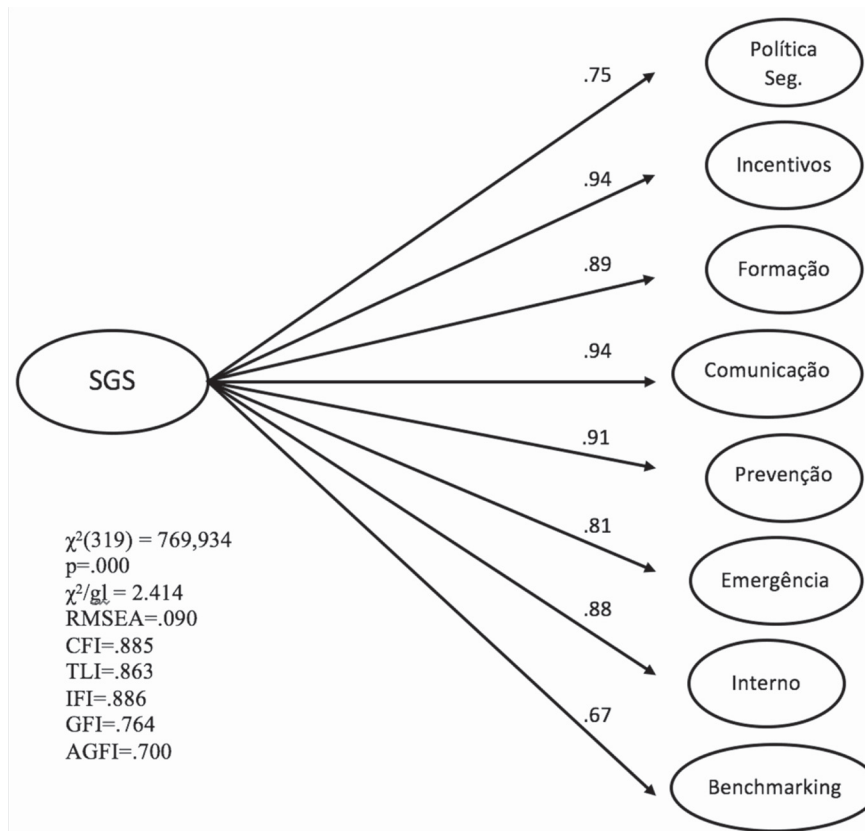 .75
Política
Seg.
.94
Incentivos
.89
Formação
SGS
.94
Comunicação
.91
Prevenção
.81
Emergência
.88
Interno
.67
Benchmarking
χ²(319) = 769,934
p=.000
χ²/gl = 2.414
RMSEA=.090
CFI=.885
TLI=.863
IFI=.886
GFI=.764
AGFI=.700